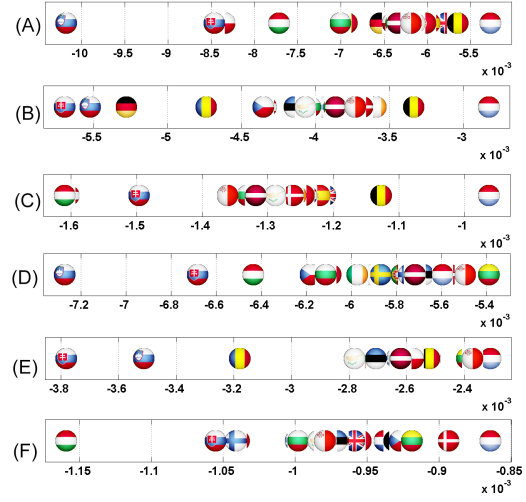 (A)
-10 -9.5 -9 -8.5 -8 -7.5 -7 -6.5 -6 -5.5 -5
x 10-3
(B)
-5.5 -5 -4.5 -4 -3.5 -3
x 10-3
(C)
-1.6 -1.5 -1.4 -1.3 -1.2 -1.1 -1
x 10-3
(D)
-7.2 -7 -6.8 -6.6 -6.4 -6.2 -6 -5.8 -5.6 -5.4
x 10-3
(E)
-3.8 -3.6 -3.4 -3.2 -3 -2.8 -2.6 -2.4
x 10-3
(F)
-1.15 -1.1 -1.05 -1 -0.95 -0.9 -0.85
x 10-3